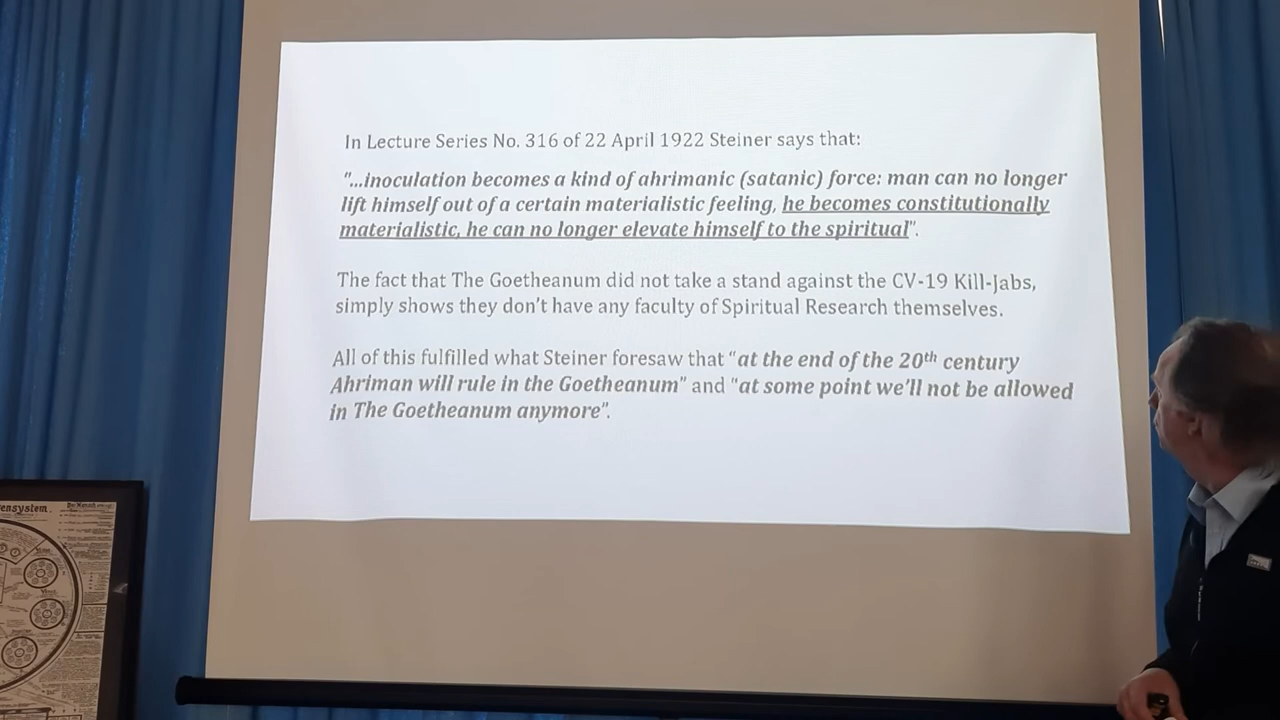 In Lecture Series No. 316 of 22 April 1922 Steiner says that:
"...inoculation becomes a kind of ahrimanic (satanic) force: man can no longer
lift himself out of a certain materialistic feeling, he becomes constitutionally
materialistic, he can no longer elevate himself to the spiritual".
The fact that The Goetheanum did not take a stand against the CV-19 Kill-Jabs,
simply shows they don't have any faculty of Spiritual Research themselves.
All of this fulfilled what Steiner foresaw that "at the end of the 20th century
Ahriman will rule in the Goetheanum" and "at some point we'll not be allowed
in The Goetheanum anymore".
ensystem.